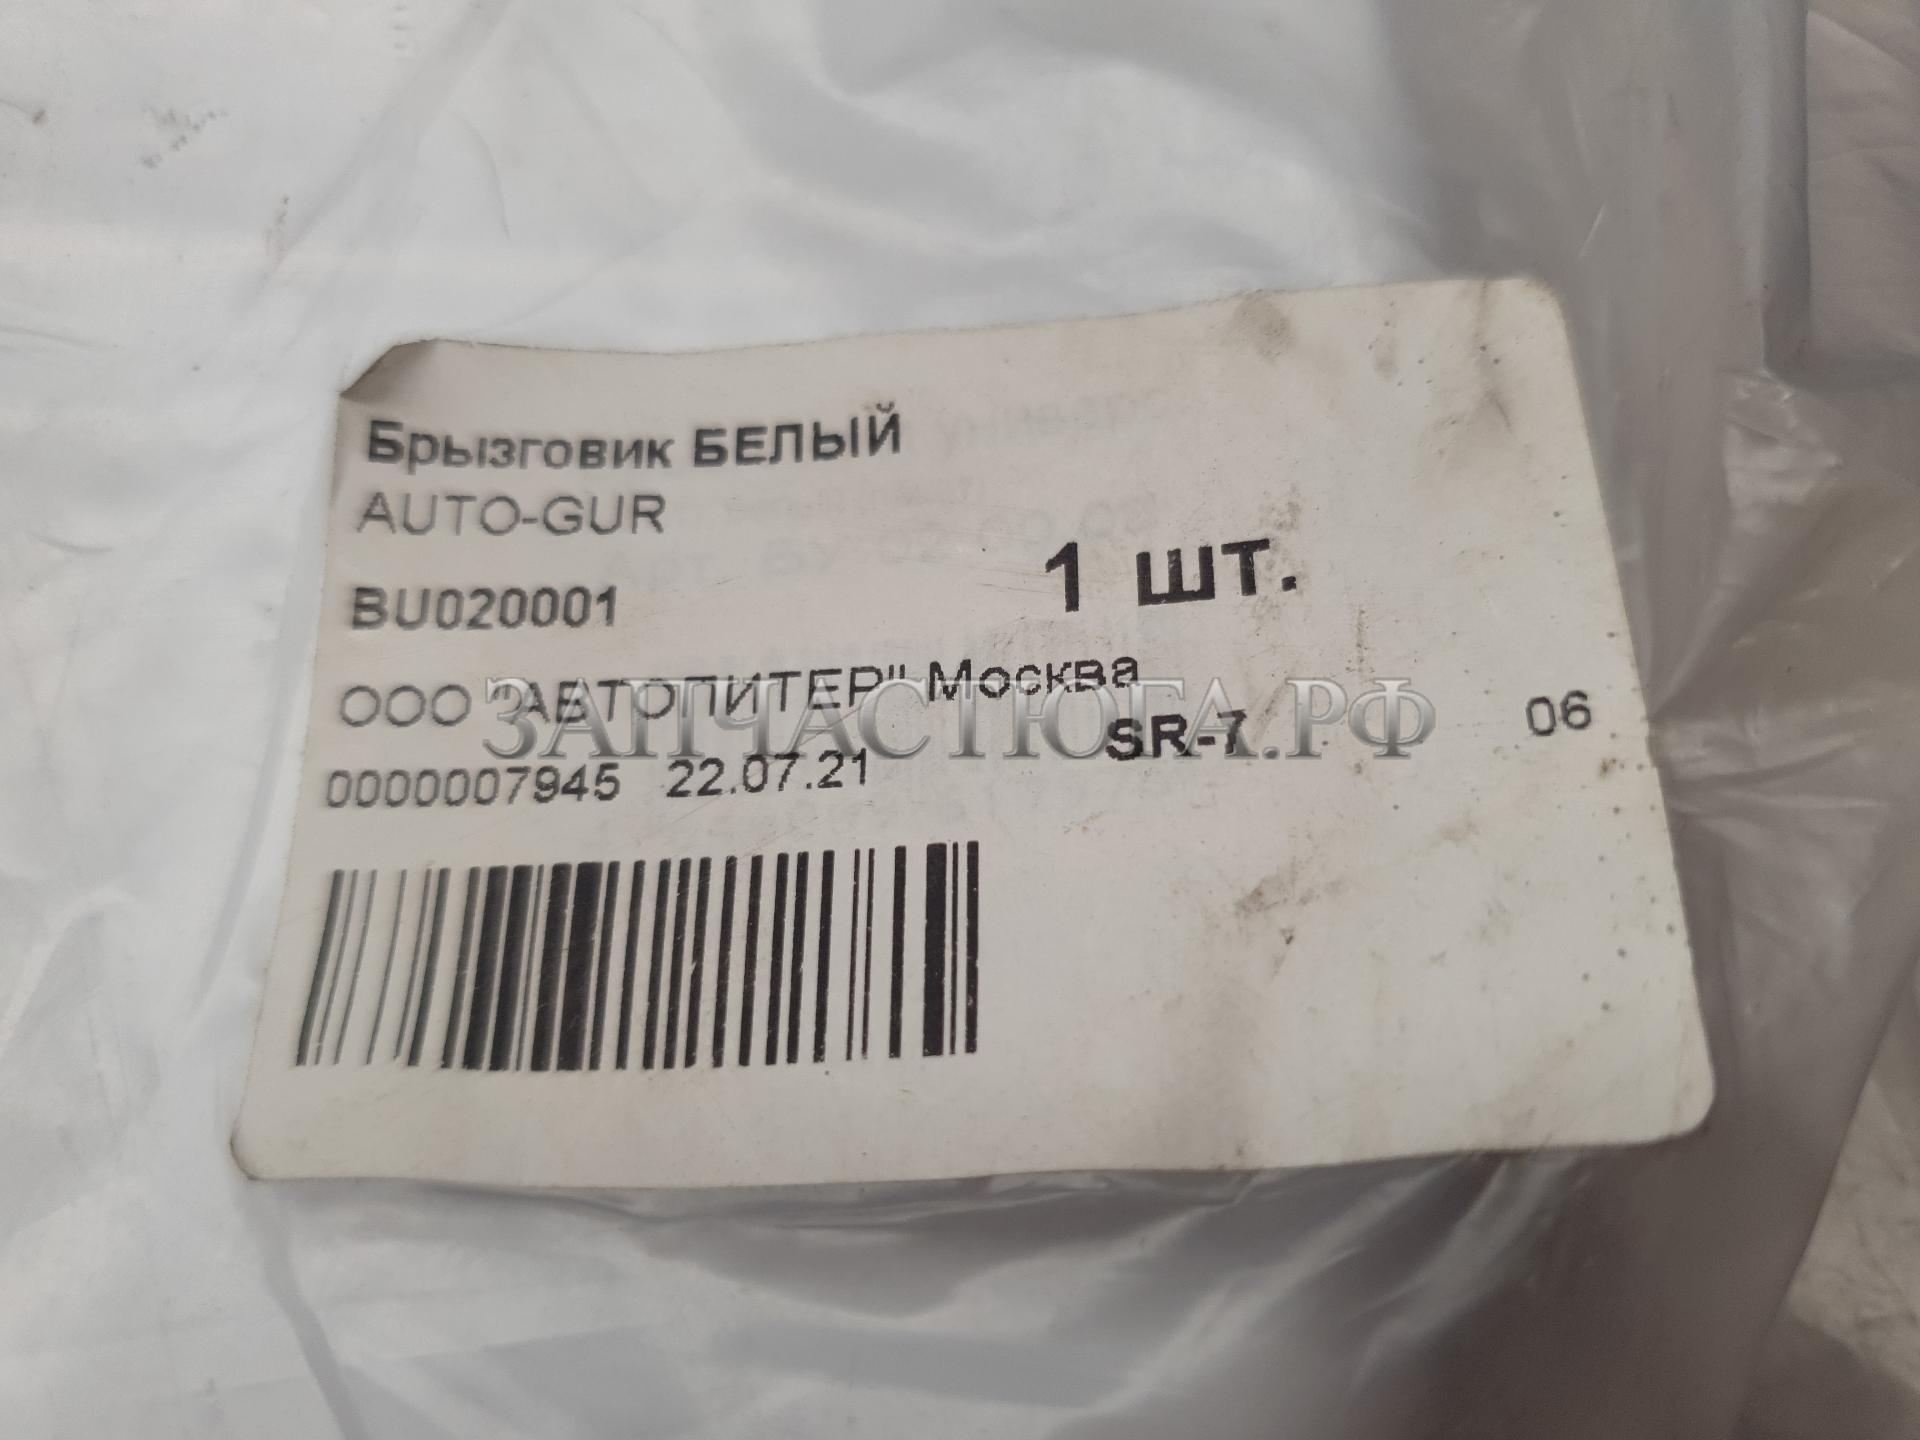 Брызговик БЕЛЫЙ
AUTO-GUR
BU020001
1 шт.
ООО "АВТОПИТЕР" Москва
ЗАПЧАСТЮГА.РФ
SR-7
06
0000007945 22.07.21